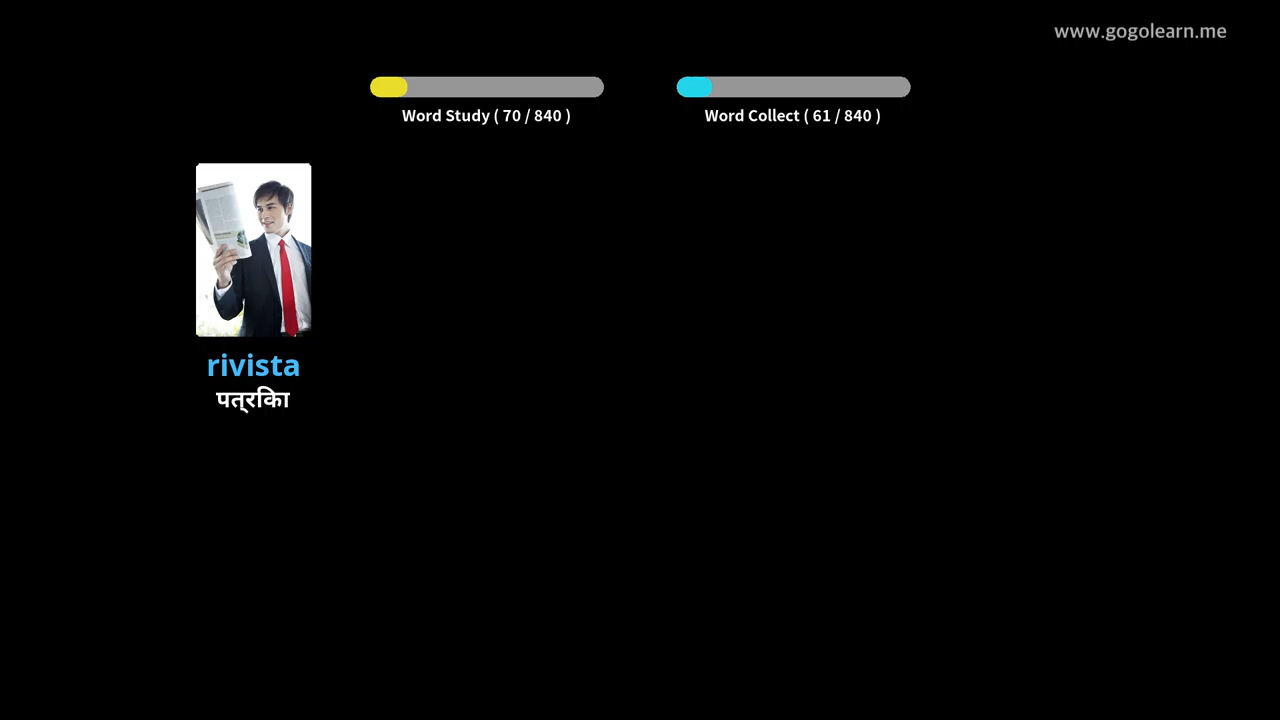 www.gogolearn.me
Word Study ( 70 / 840 )
Word Collect ( 61 / 840 )
rivista
पत्रिका